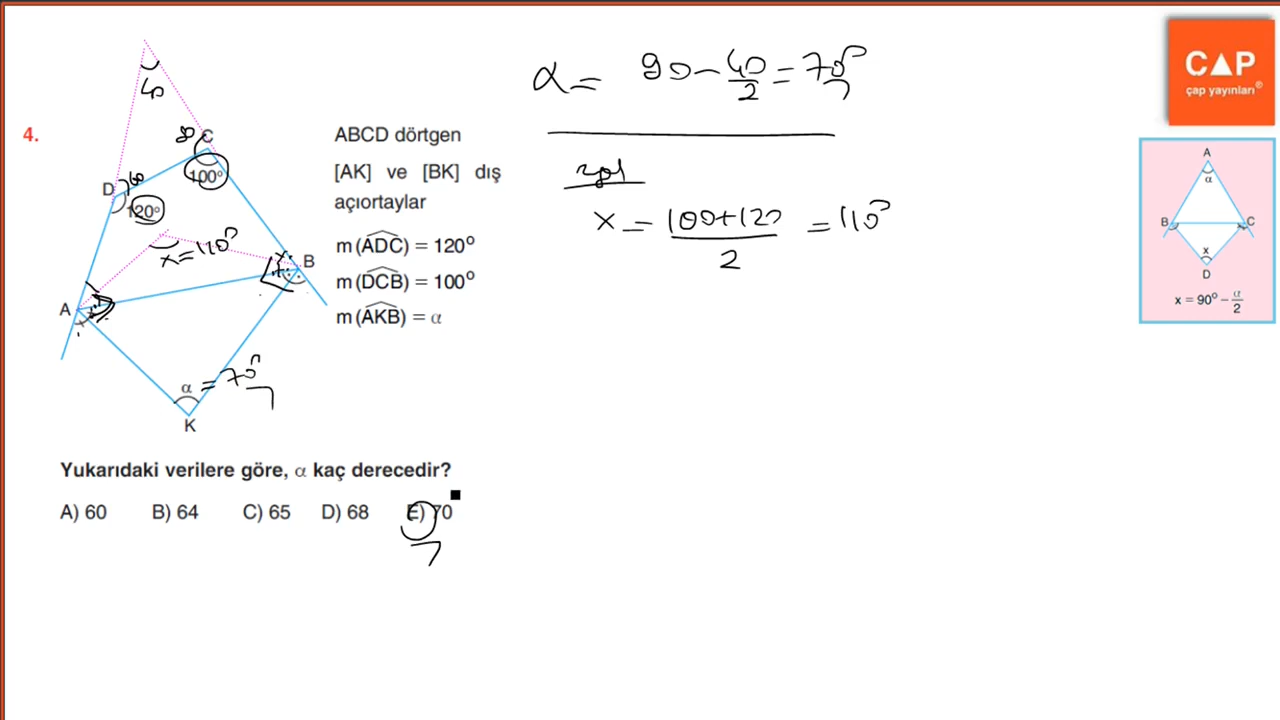 4.
ABCD dörtgen
[AK] ve [BK] dış
açıortaylar
m(ADC) = 120°
m(DCB) = 100°
m(AKB) = α
40
80
C
100°
D
60
120°
x = 110°
x
B
A
x
α = 70°
K
Yukarıdaki verilere göre, α kaç derecedir?
A) 60 B) 64 C) 65 D) 68 E) 70
α = 90 - 40/2 = 70°
x = 100+120/2 = 110°
CAP
çap yayınları®
A
α
B
C
x
D
x = 90° - α/2